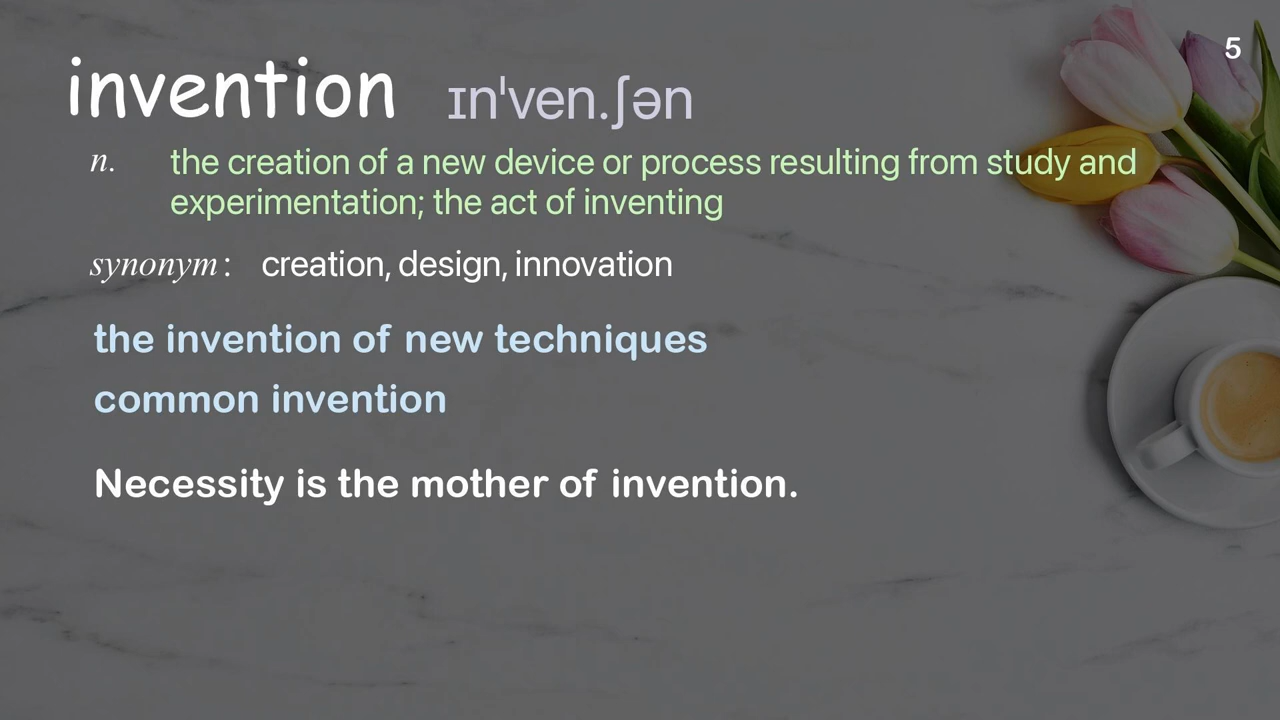 5
invention ɪnˈven.ʃən
n. the creation of a new device or process resulting from study and
experimentation; the act of inventing
synonym: creation, design, innovation
the invention of new techniques
common invention
Necessity is the mother of invention.